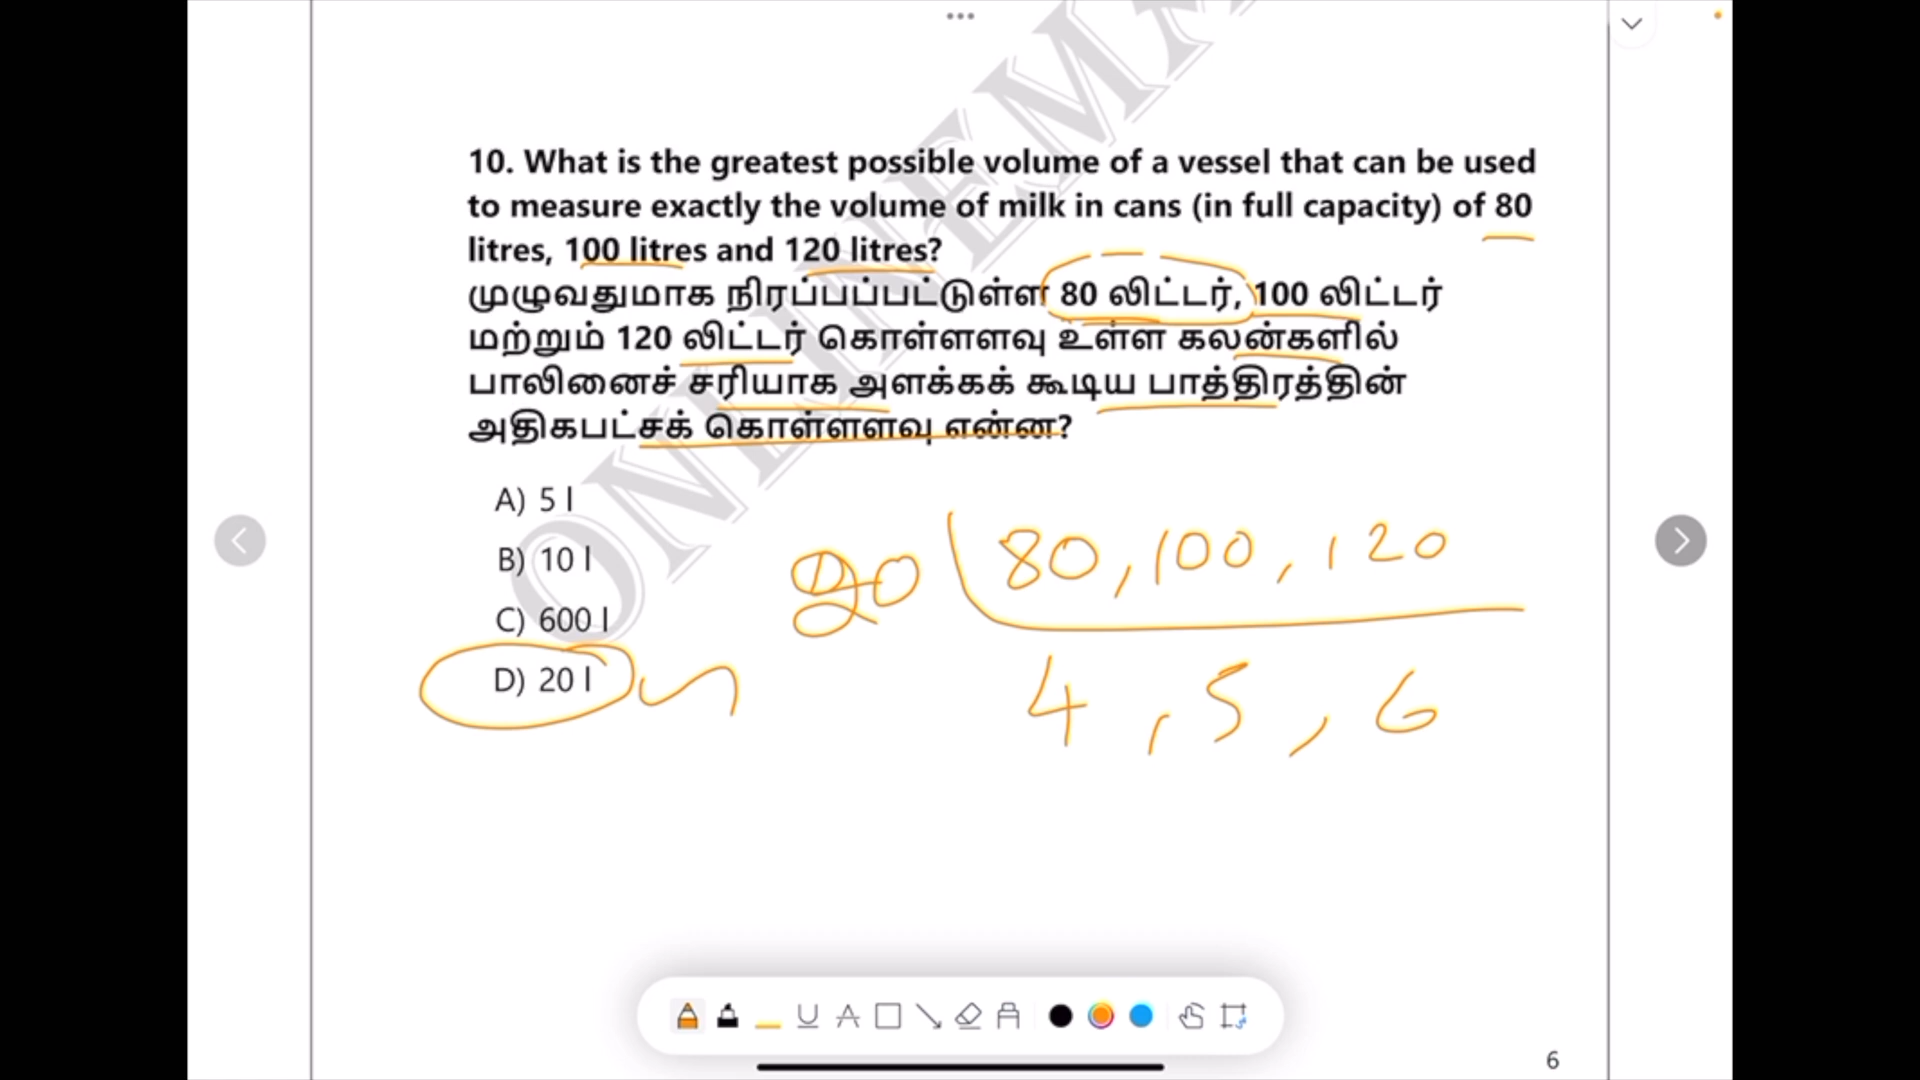 10. What is the greatest possible volume of a vessel that can be used
to measure exactly the volume of milk in cans (in full capacity) of 80
litres, 100 litres and 120 litres?
முழுவதுமாக நிரப்பப்பட்டுள்ள 80 லிட்டர், 100 லிட்டர்
மற்றும் 120 லிட்டர் கொள்ளளவு உள்ள கலன்களில்
பாலினைச் சரியாக அளக்கக் கூடிய பாத்திரத்தின்
அதிகபட்சக் கொள்ளளவு என்ன?
A) 5 l
B) 10 l
C) 600 l
D) 20 l
20 80, 100, 120
4, 5, 6
6